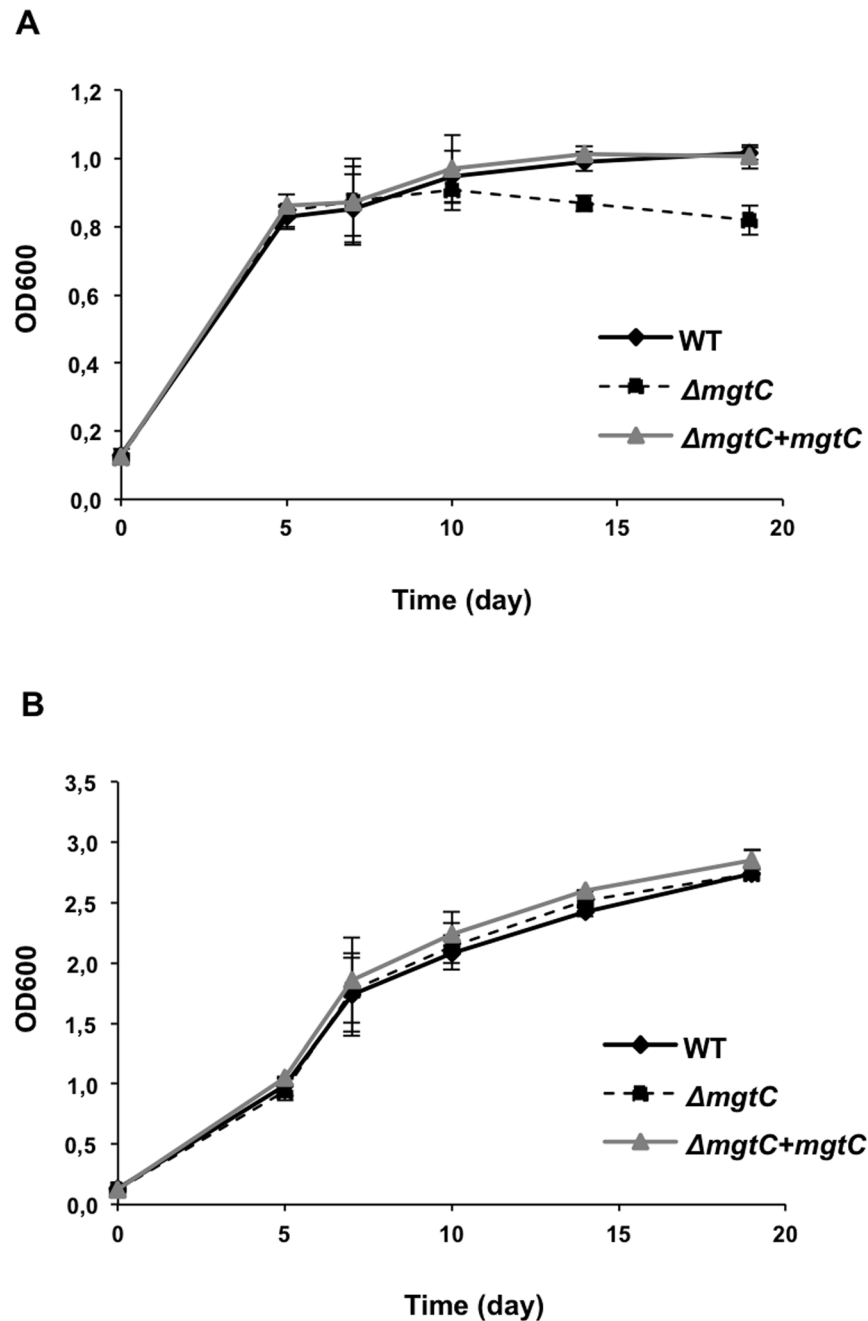 A
1,2
1,0
0,8
0,6
0,4
0,2
0,0
OD600
0 5 10 15 20
Time (day)
WT
ΔmgtC
ΔmgtC+mgtC
B
3,5
3,0
2,5
2,0
1,5
1,0
0,5
0,0
OD600
0 5 10 15 20
Time (day)
WT
ΔmgtC
ΔmgtC+mgtC